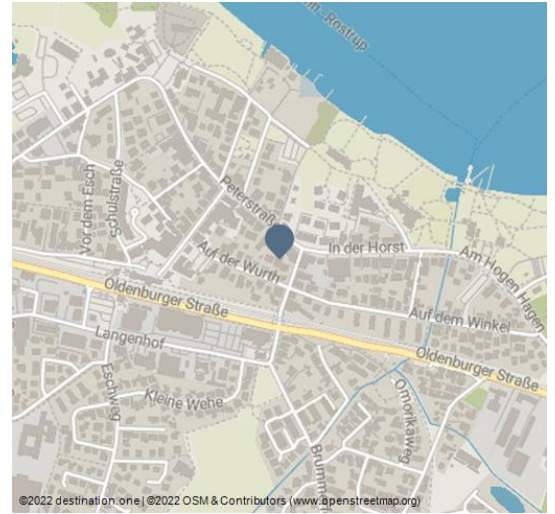 - Rostrup
Peterstraße
Vor dem Esch
Schulstraße
In der Horst
Am Hogen Hagen
Auf der Wurth
Oldenburger Straße
Auf dem Winkel
Langenhof
Oldenburger Straße
Eschweg
Kleine Wehe
Omorikaweg
©2022 destination.one | ©2022 OSM & Contributors (www.openstreetmap.org)